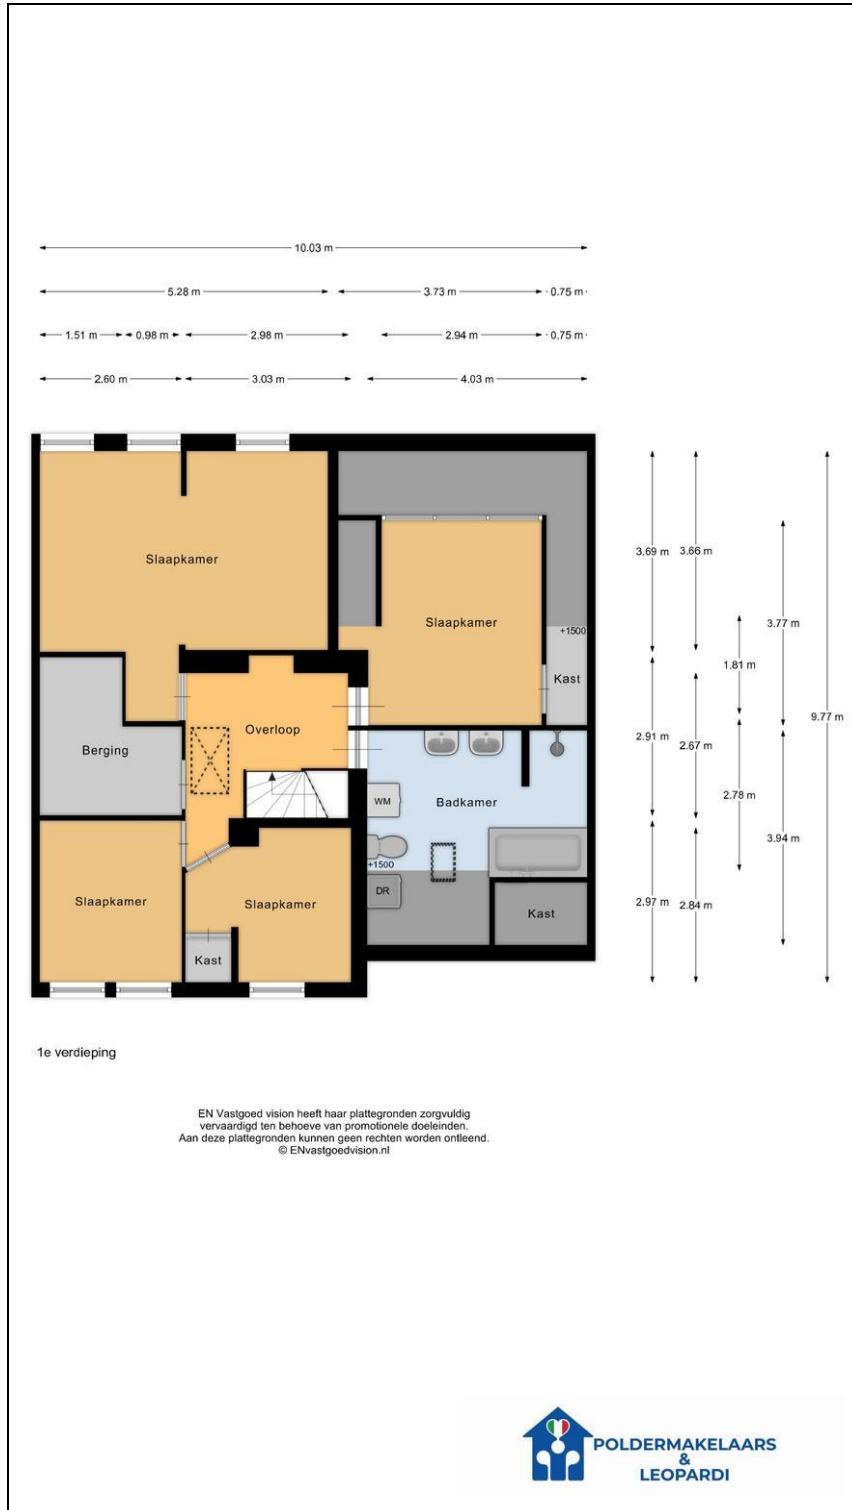 10.03 m
5.28 m
3.73 m
0.75 m
1.51 m
0.98 m
2.98 m
2.94 m
0.75 m
2.60 m
3.03 m
4.03 m
Slaapkamer
Slaapkamer
+1500
Kast
Overloop
Berging
WM
Badkamer
+1500
DR
Slaapkamer
Slaapkamer
Kast
Kast
3.69 m
3.66 m
3.77 m
1.81 m
9.77 m
2.91 m
2.67 m
2.78 m
3.94 m
2.97 m
2.84 m
1e verdieping
EN Vastgoed vision heeft haar plattegronden zorgvuldig
vervaardigd ten behoeve van promotionele doeleinden.
Aan deze plattegronden kunnen geen rechten worden ontleend.
© ENvastgoedvision.nl
POLDERMAKELAARS
&
LEOPARDI